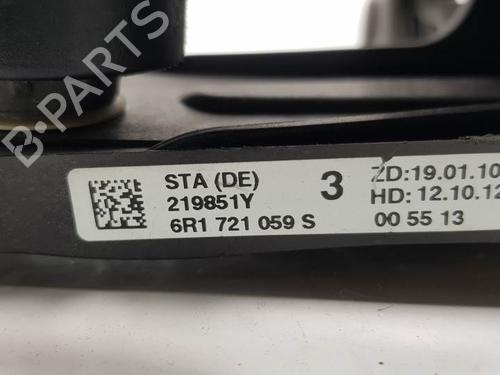 B-PARTS
STA (DE)
219851Y
6R1 721 059 S
3
ZD:19.01.10
HD: 12.10.12
00 55 13
B-PARTS